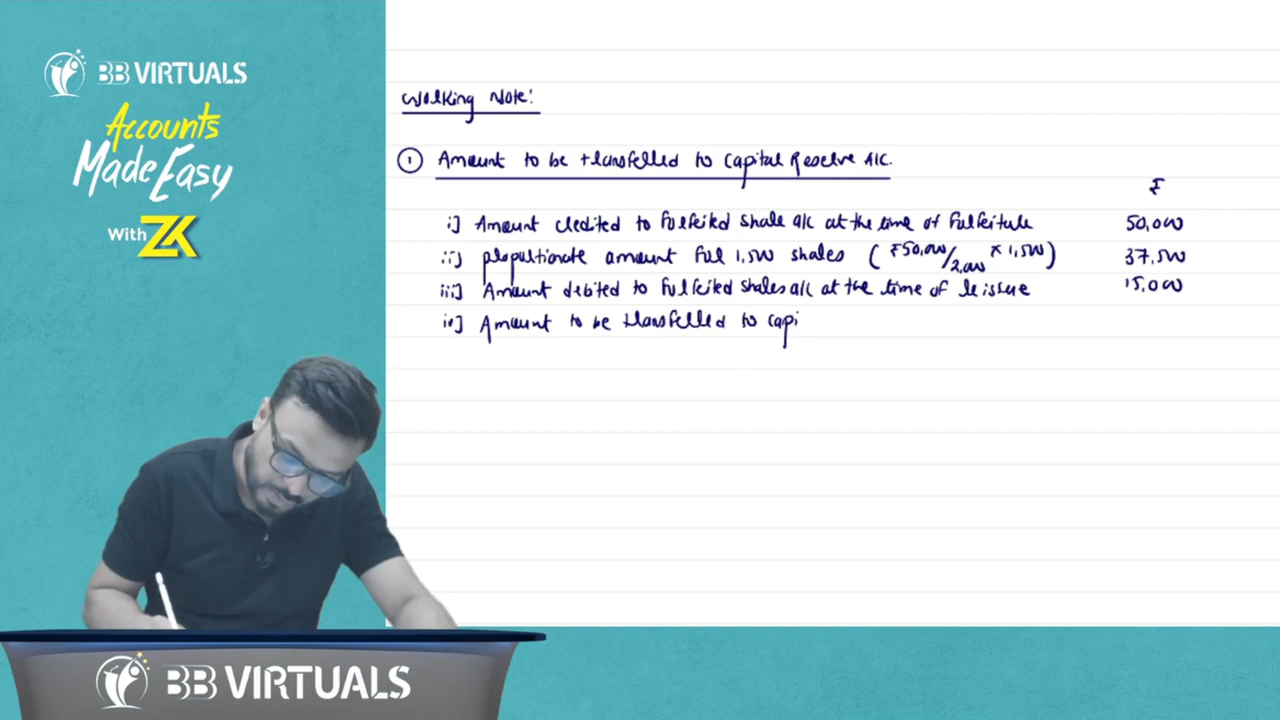 BB VIRTUALS
Accounts
Made Easy
With ZK
Working Note:
1 Amount to be transferred to Capital Reserve A/c.
₹
i] Amount credited to forfeited share a/c at the time of forfeiture 50,000
ii] proportionate amount for 1,500 shares (₹50,000/2,000 x 1,500) 37,500
iii] Amount debited to forfeited shares a/c at the time of reissue 15,000
iv] Amount to be transferred to capi
BB VIRTUALS